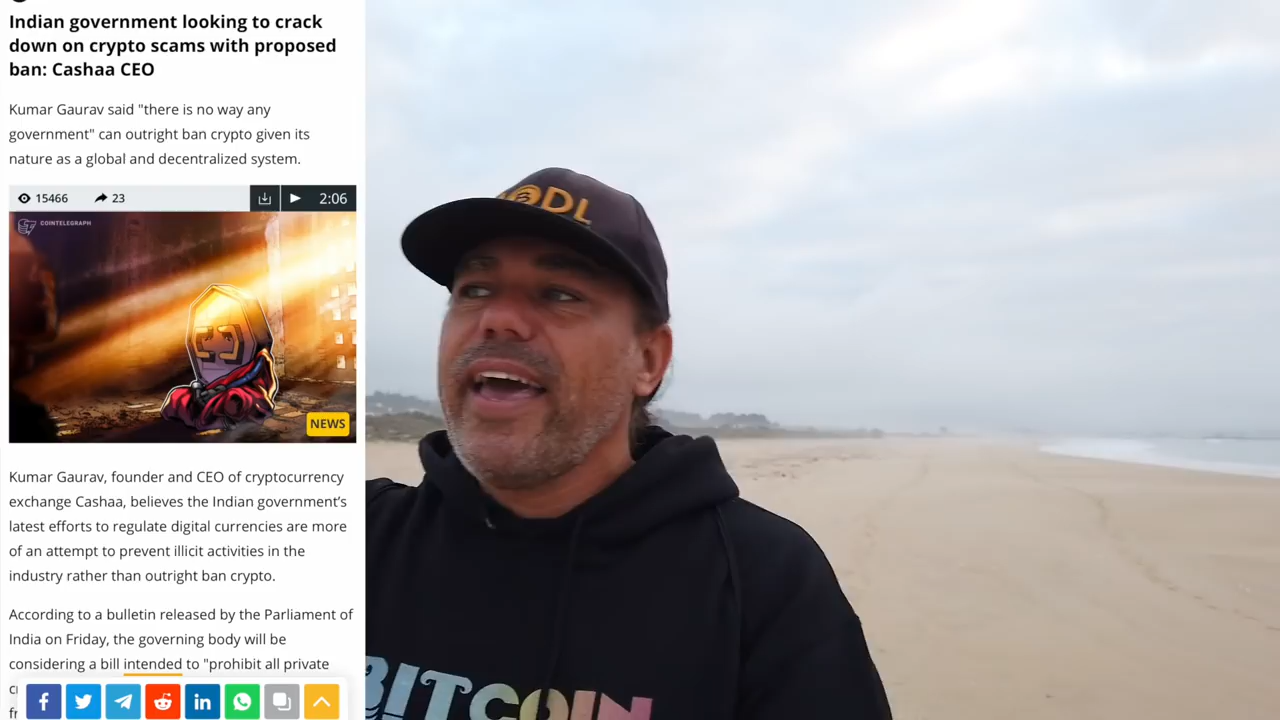 Indian government looking to crack
down on crypto scams with proposed
ban: Cashaa CEO
Kumar Gaurav said "there is no way any
government" can outright ban crypto given its
nature as a global and decentralized system.
15466
23
2:06
COINTELEGRAPH
NEWS
Kumar Gaurav, founder and CEO of cryptocurrency
exchange Cashaa, believes the Indian government’s
latest efforts to regulate digital currencies are more
of an attempt to prevent illicit activities in the
industry rather than outright ban crypto.
According to a bulletin released by the Parliament of
India on Friday, the governing body will be
considering a bill intended to "prohibit all private
BITCOIN